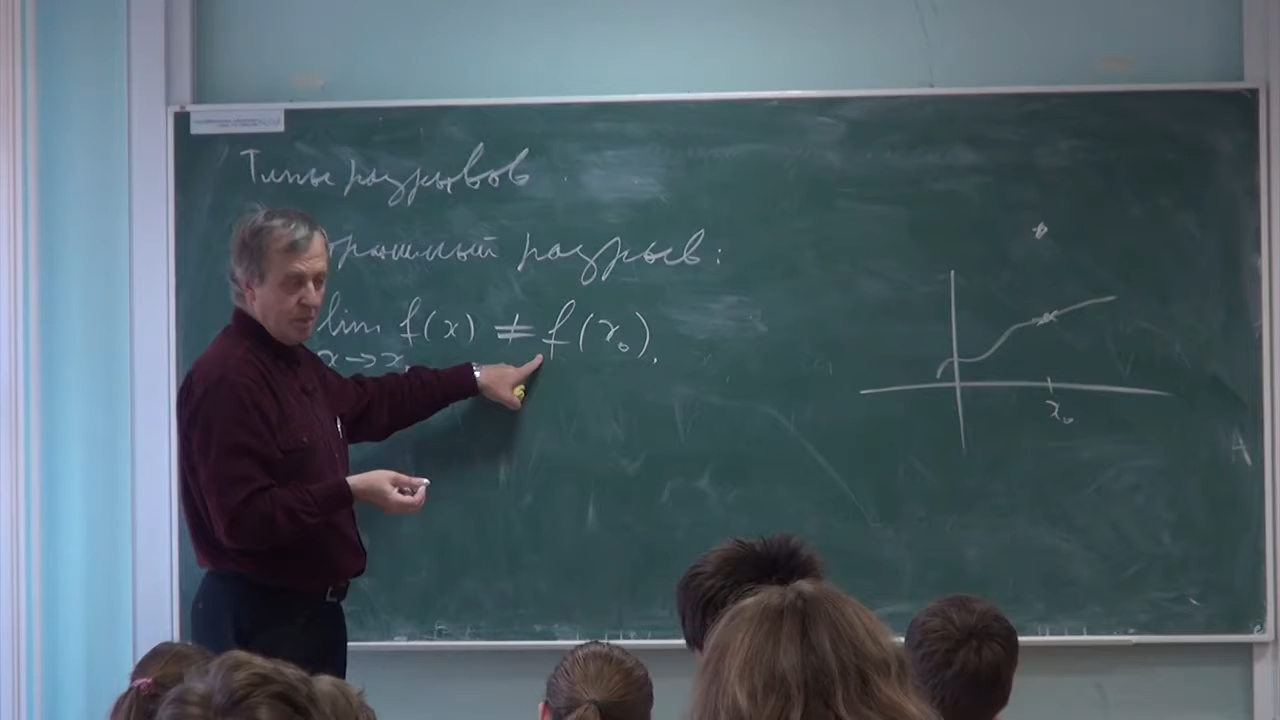 Типы разрывов.
разрыв:
lim f(x) ≠ f(x₀).
x→x
x₀
A